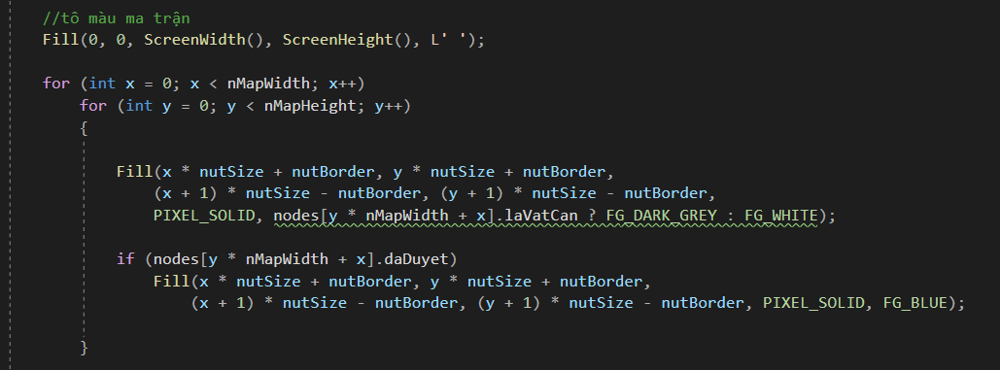 //tô màu ma trận
Fill(0, 0, ScreenWidth(), ScreenHeight(), L' ');
for (int x = 0; x < nMapWidth; x++)
for (int y = 0; y < nMapHeight; y++)
{
Fill(x * nutSize + nutBorder, y * nutSize + nutBorder,
(x + 1) * nutSize - nutBorder, (y + 1) * nutSize - nutBorder,
PIXEL_SOLID, nodes[y * nMapWidth + x].laVatCan ? FG_DARK_GREY : FG_WHITE);
if (nodes[y * nMapWidth + x].daDuyet)
Fill(x * nutSize + nutBorder, y * nutSize + nutBorder,
(x + 1) * nutSize - nutBorder, (y + 1) * nutSize - nutBorder, PIXEL_SOLID, FG_BLUE);
}